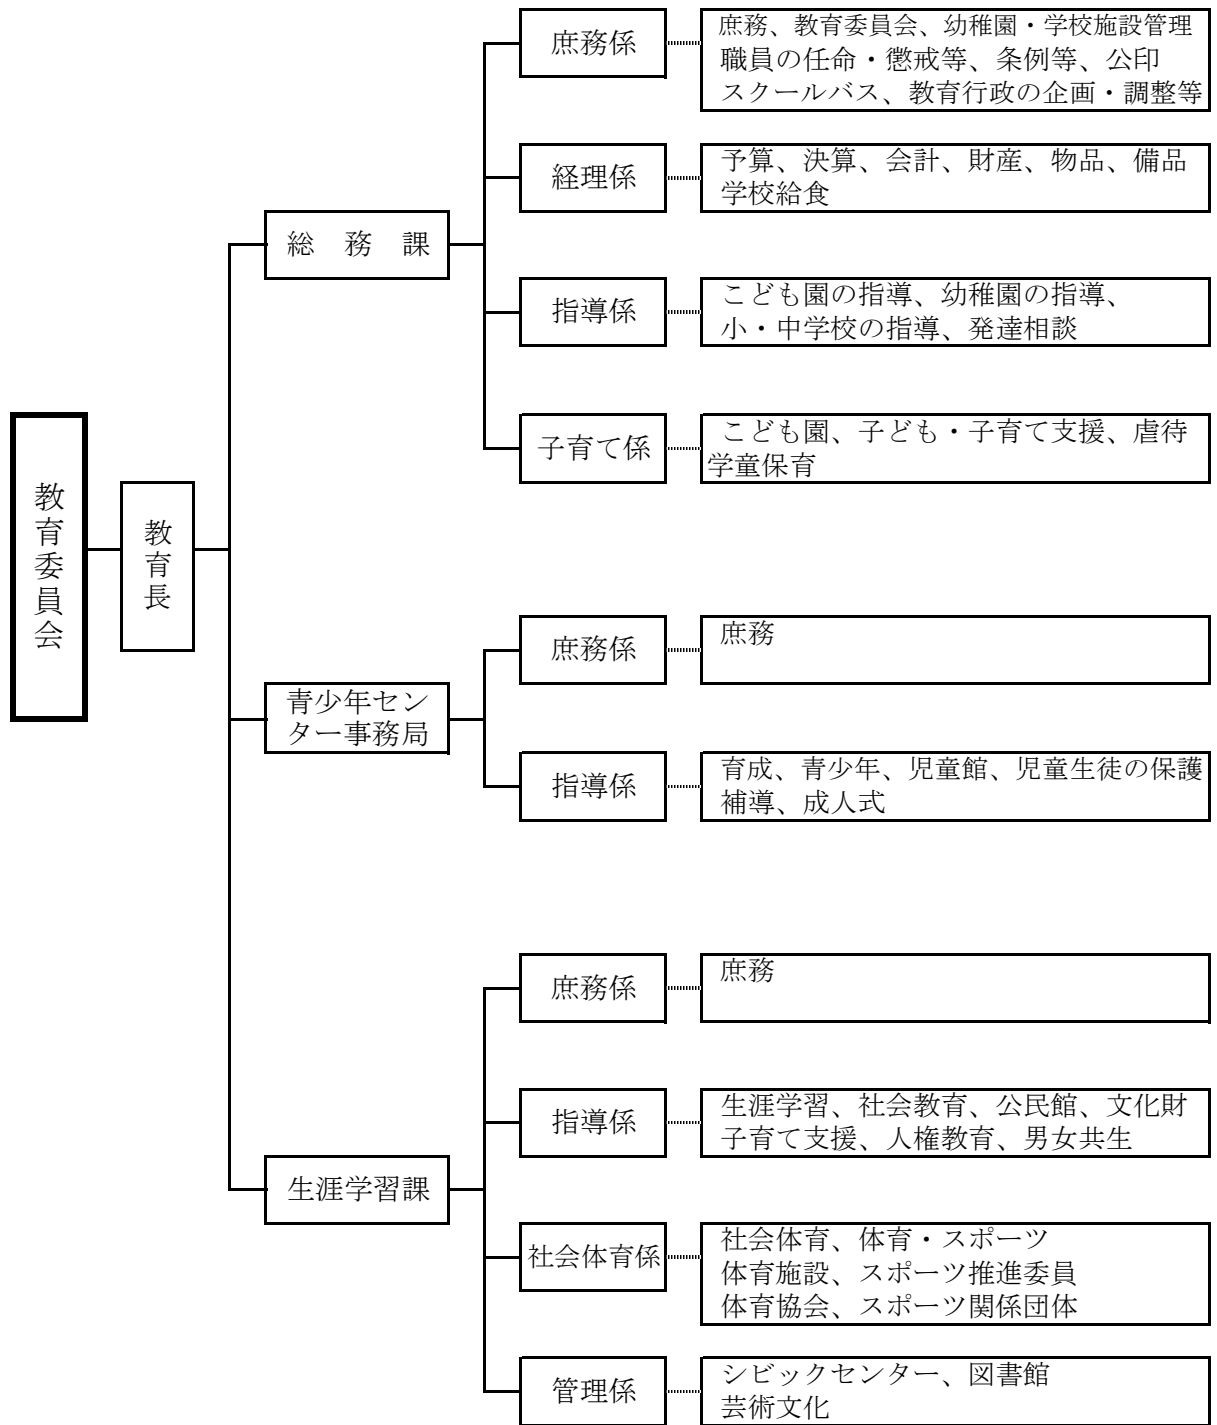 教育委員会
教育長
総　務　課
庶務係
庶務、教育委員会、幼稚園・学校施設管理
職員の任命・懲戒等、条例等、公印
スクールバス、教育行政の企画・調整等
経理係
予算、決算、会計、財産、物品、備品
学校給食
指導係
こども園の指導、幼稚園の指導、
小・中学校の指導、発達相談
子育て係
こども園、子ども・子育て支援、虐待
学童保育
青少年セン
ター事務局
庶務係
庶務
指導係
育成、青少年、児童館、児童生徒の保護
補導、成人式
生涯学習課
庶務係
庶務
指導係
生涯学習、社会教育、公民館、文化財
子育て支援、人権教育、男女共生
社会体育係
社会体育、体育・スポーツ
体育施設、スポーツ推進委員
体育協会、スポーツ関係団体
管理係
シビックセンター、図書館
芸術文化